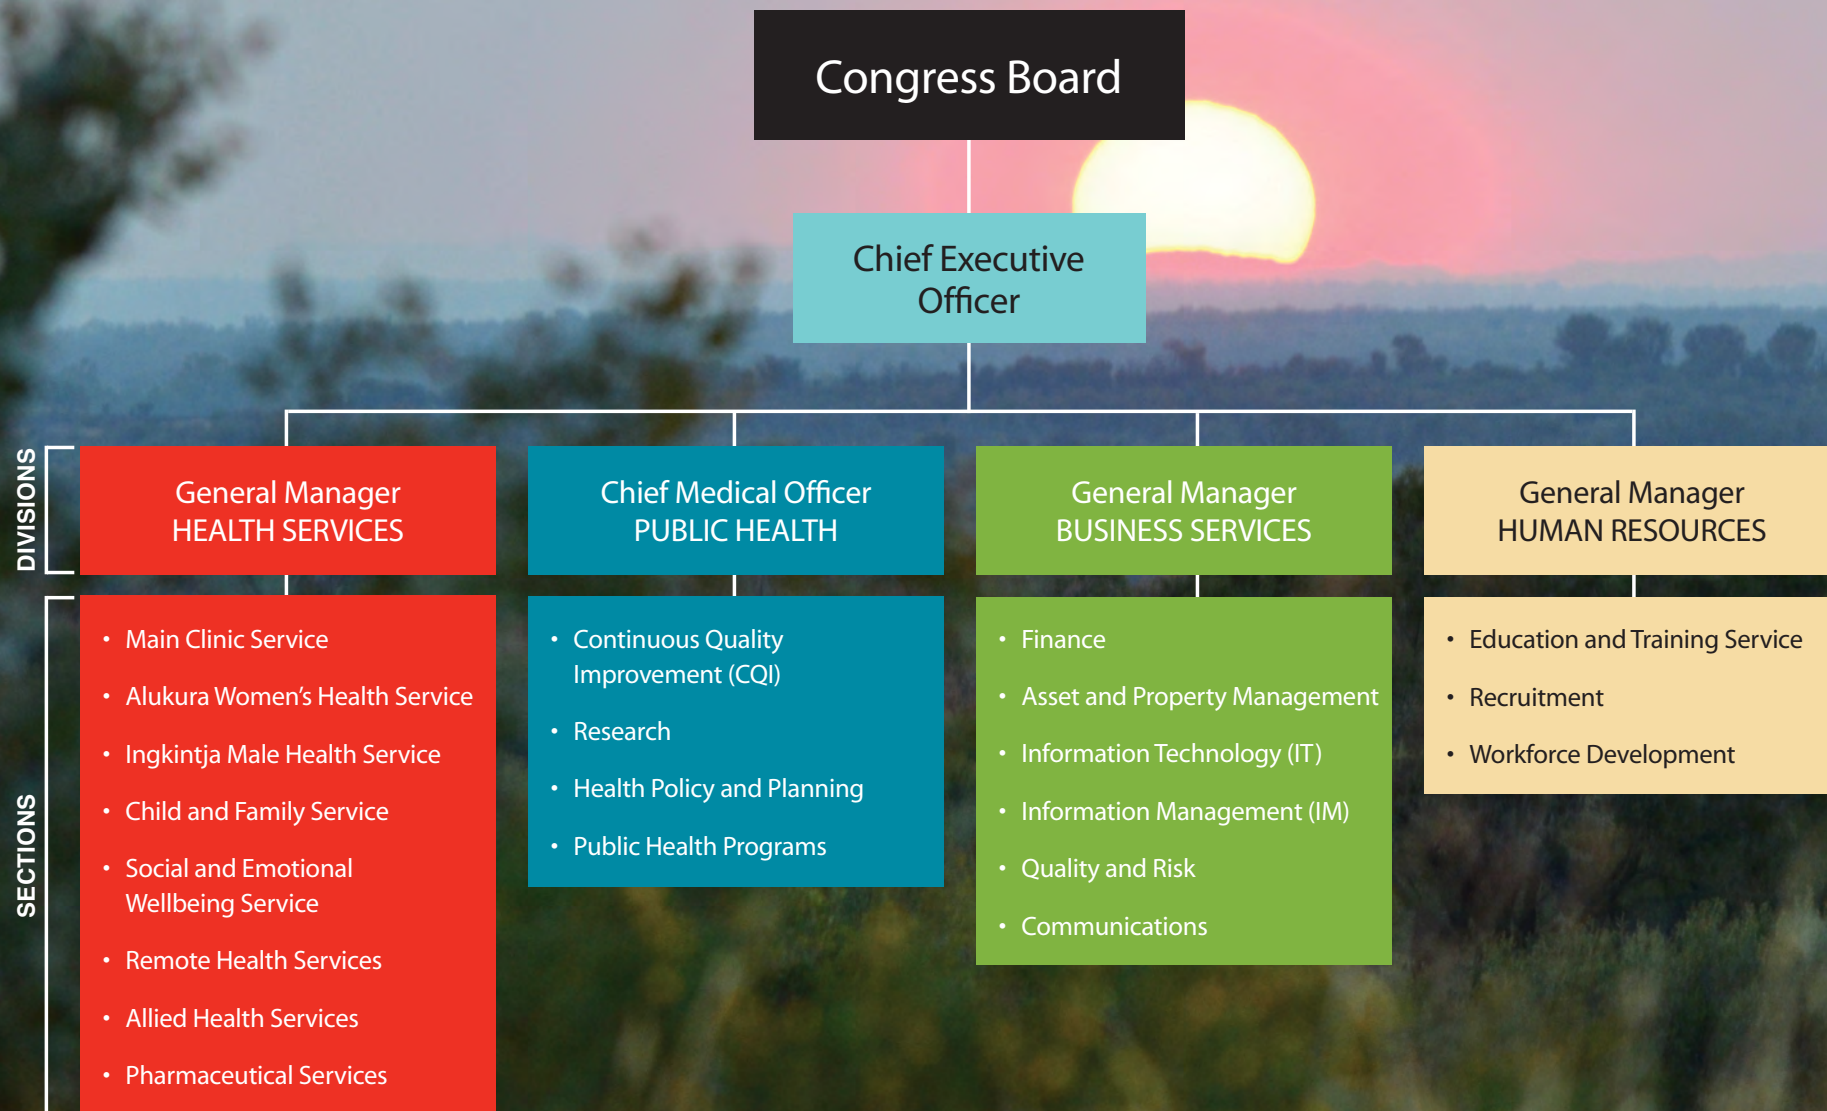 Congress Board
Chief Executive
Officer
DIVISIONS
General Manager
HEALTH SERVICES
Chief Medical Officer
PUBLIC HEALTH
General Manager
BUSINESS SERVICES
General Manager
HUMAN RESOURCES
SECTIONS
• Main Clinic Service
• Alukura Women’s Health Service
• Ingkintja Male Health Service
• Child and Family Service
• Social and Emotional
Wellbeing Service
• Remote Health Services
• Allied Health Services
• Pharmaceutical Services
• Continuous Quality
Improvement (CQI)
• Research
• Health Policy and Planning
• Public Health Programs
• Finance
• Asset and Property Management
• Information Technology (IT)
• Information Management (IM)
• Quality and Risk
• Communications
• Education and Training Service
• Recruitment
• Workforce Development